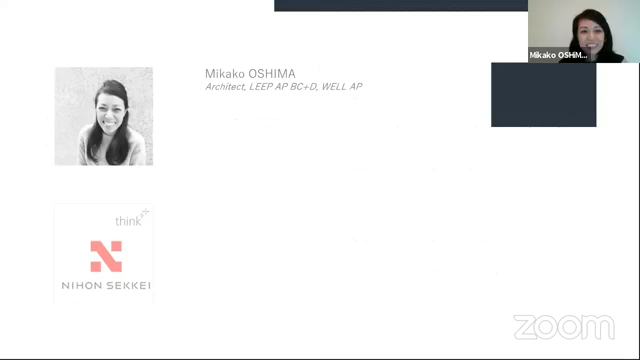 Mikako OSHiM...
Mikako OSHIMA
Architect, LEEP AP BC+D, WELL AP
think
NIHON SEKKEI
zoom